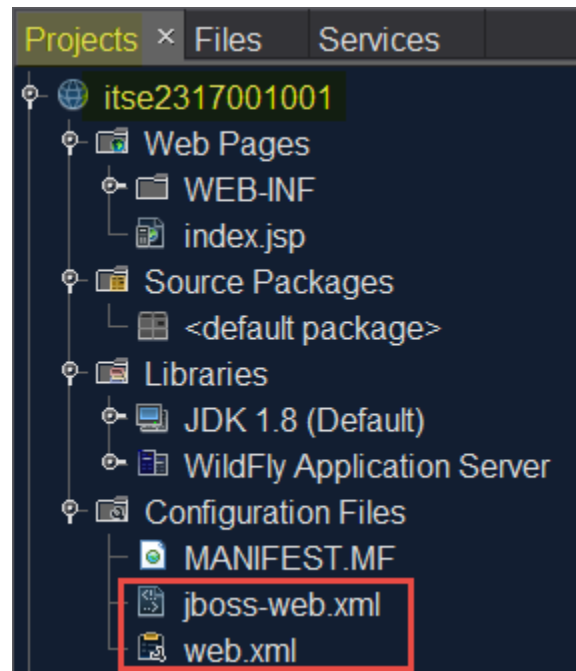 Projects × Files Services
itse2317001001
Web Pages
WEB-INF
index.jsp
Source Packages
<default package>
Libraries
JDK 1.8 (Default)
WildFly Application Server
Configuration Files
MANIFEST.MF
jboss-web.xml
web.xml